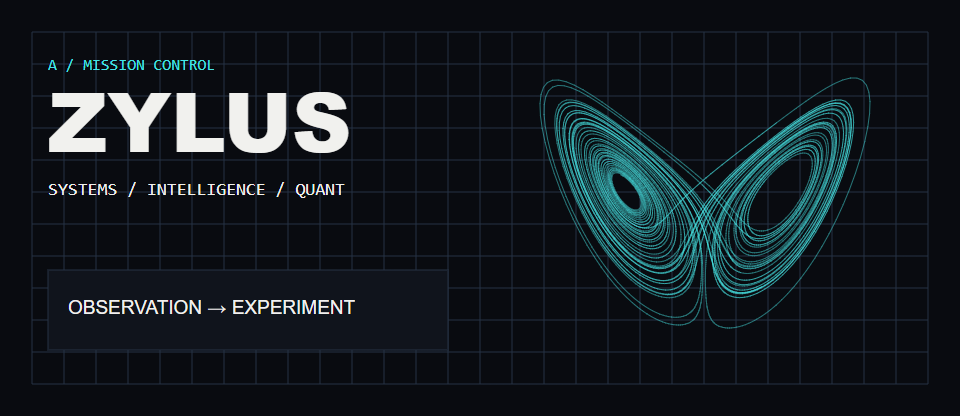 A / MISSION CONTROL
ZYLUS
SYSTEMS / INTELLIGENCE / QUANT
OBSERVATION → EXPERIMENT